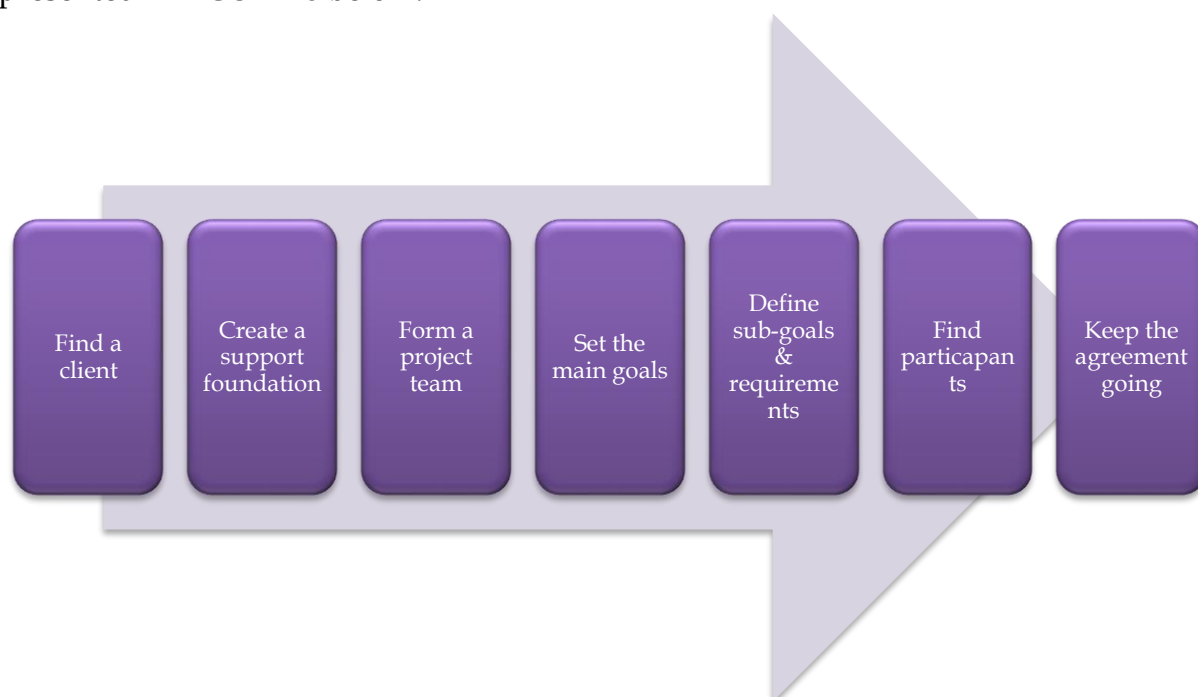 Find a
client
Create a
support
foundation
Form a
project
team
Set the
main goals
Define
sub-goals
&
requireme
nts
Find
particapan
ts
Keep the
agreement
going